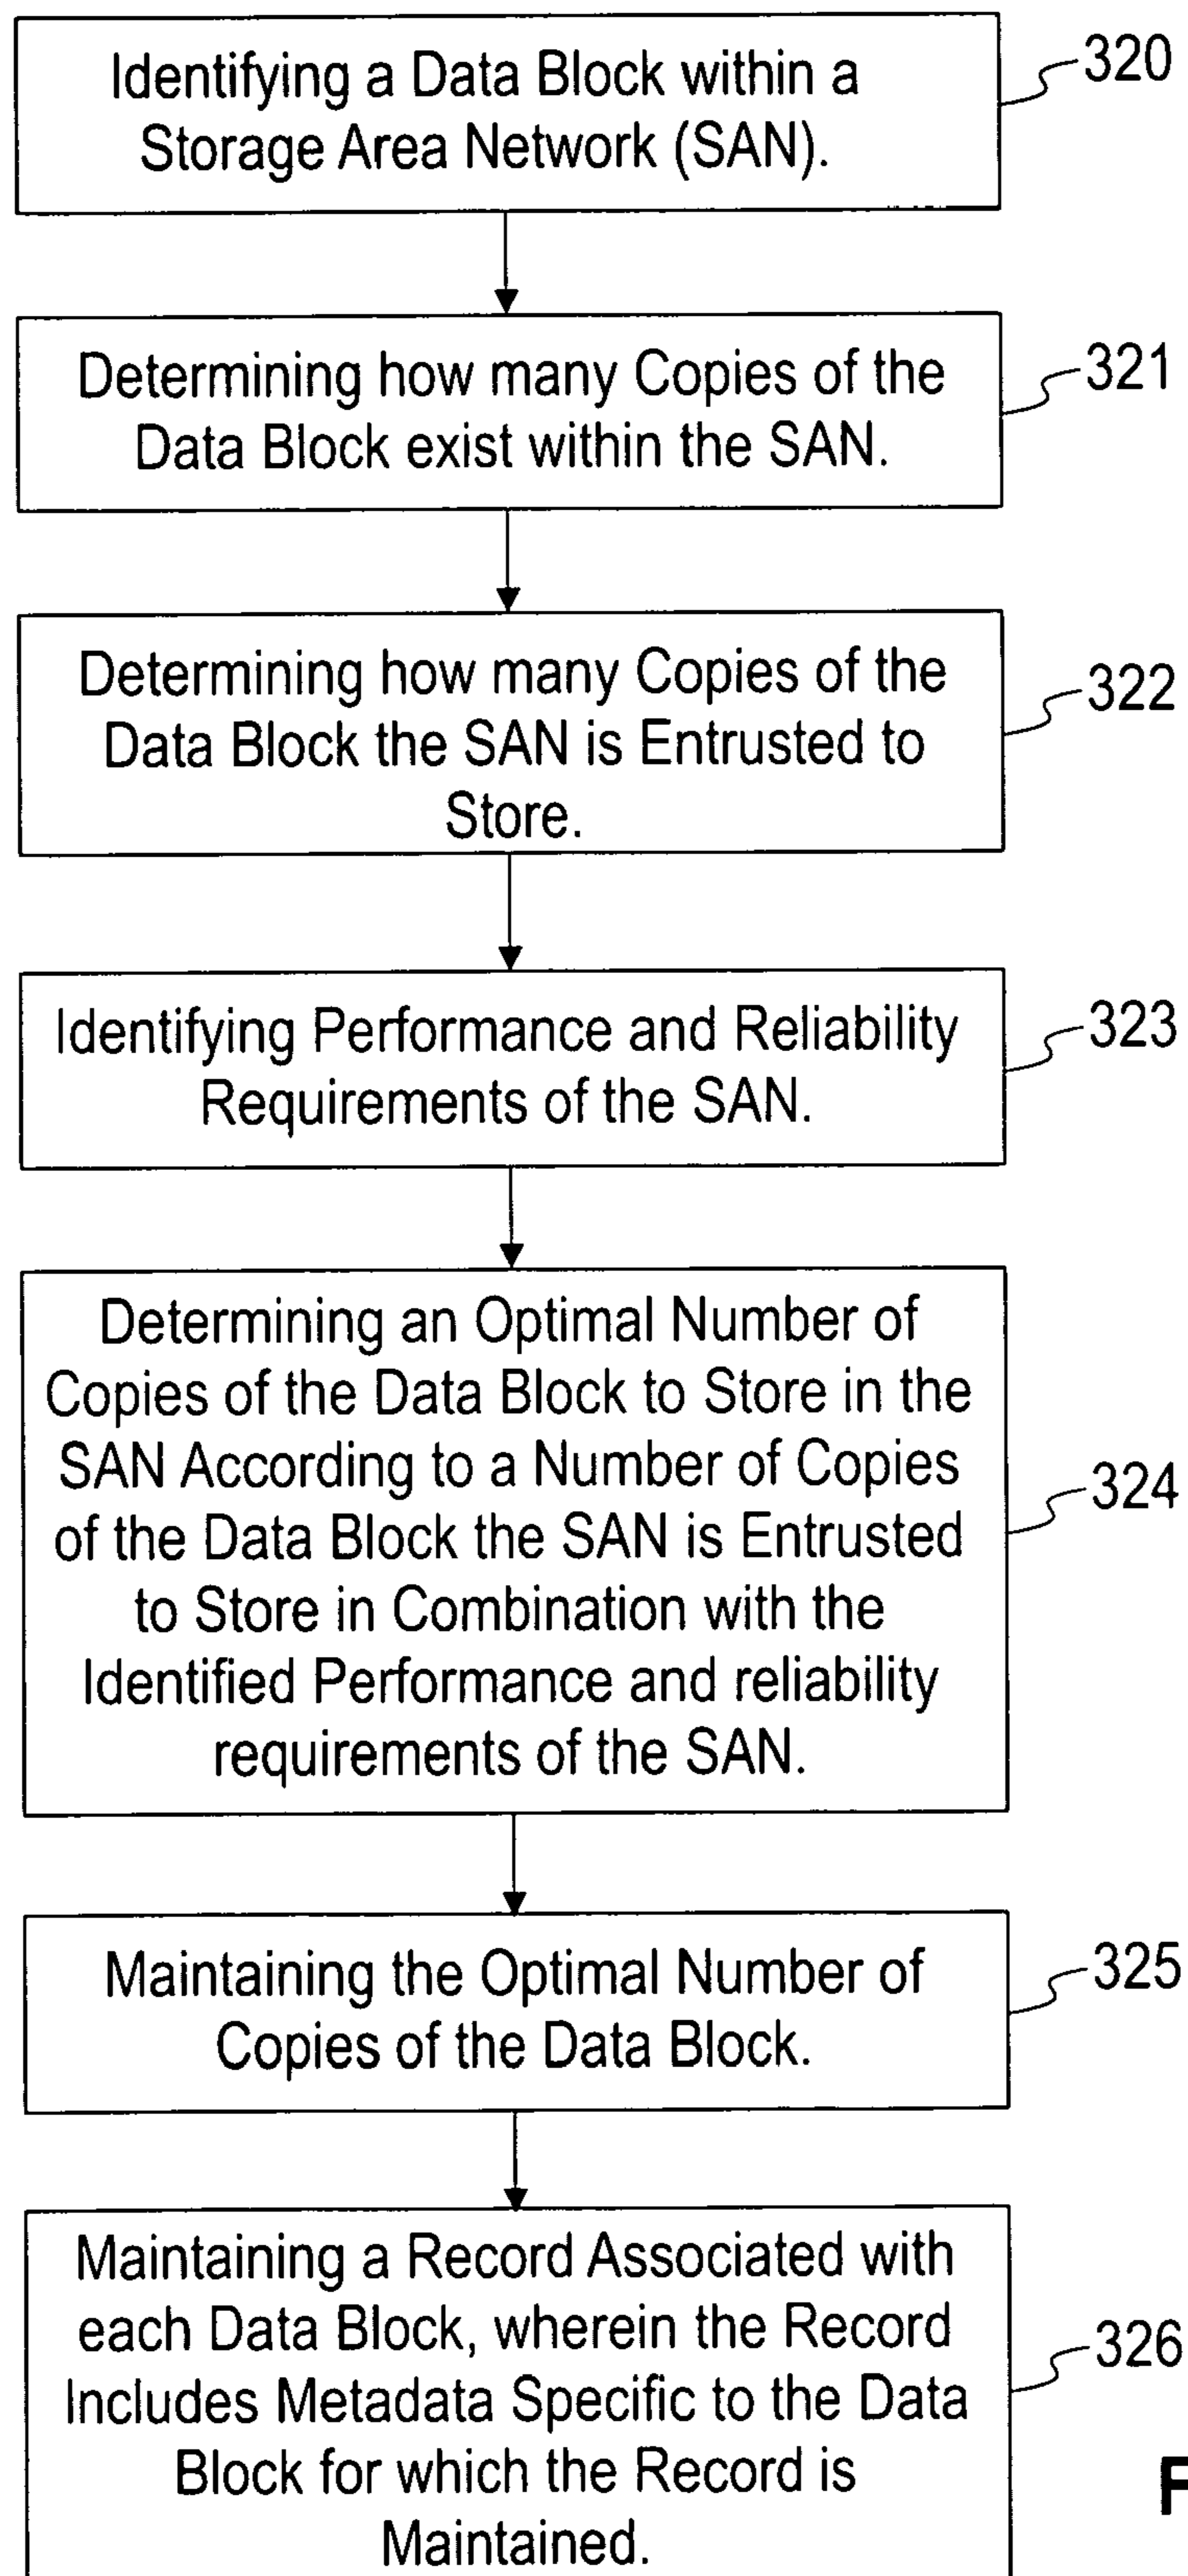 Identifying a Data Block within a
Storage Area Network (SAN).
320
Determining how many Copies of the
Data Block exist within the SAN.
321
Determining how many Copies of the
Data Block the SAN is Entrusted to
Store.
322
Identifying Performance and Reliability
Requirements of the SAN.
323
Determining an Optimal Number of
Copies of the Data Block to Store in the
SAN According to a Number of Copies
of the Data Block the SAN is Entrusted
to Store in Combination with the
Identified Performance and reliability
requirements of the SAN.
324
Maintaining the Optimal Number of
Copies of the Data Block.
325
Maintaining a Record Associated with
each Data Block, wherein the Record
Includes Metadata Specific to the Data
Block for which the Record is
Maintained.
326